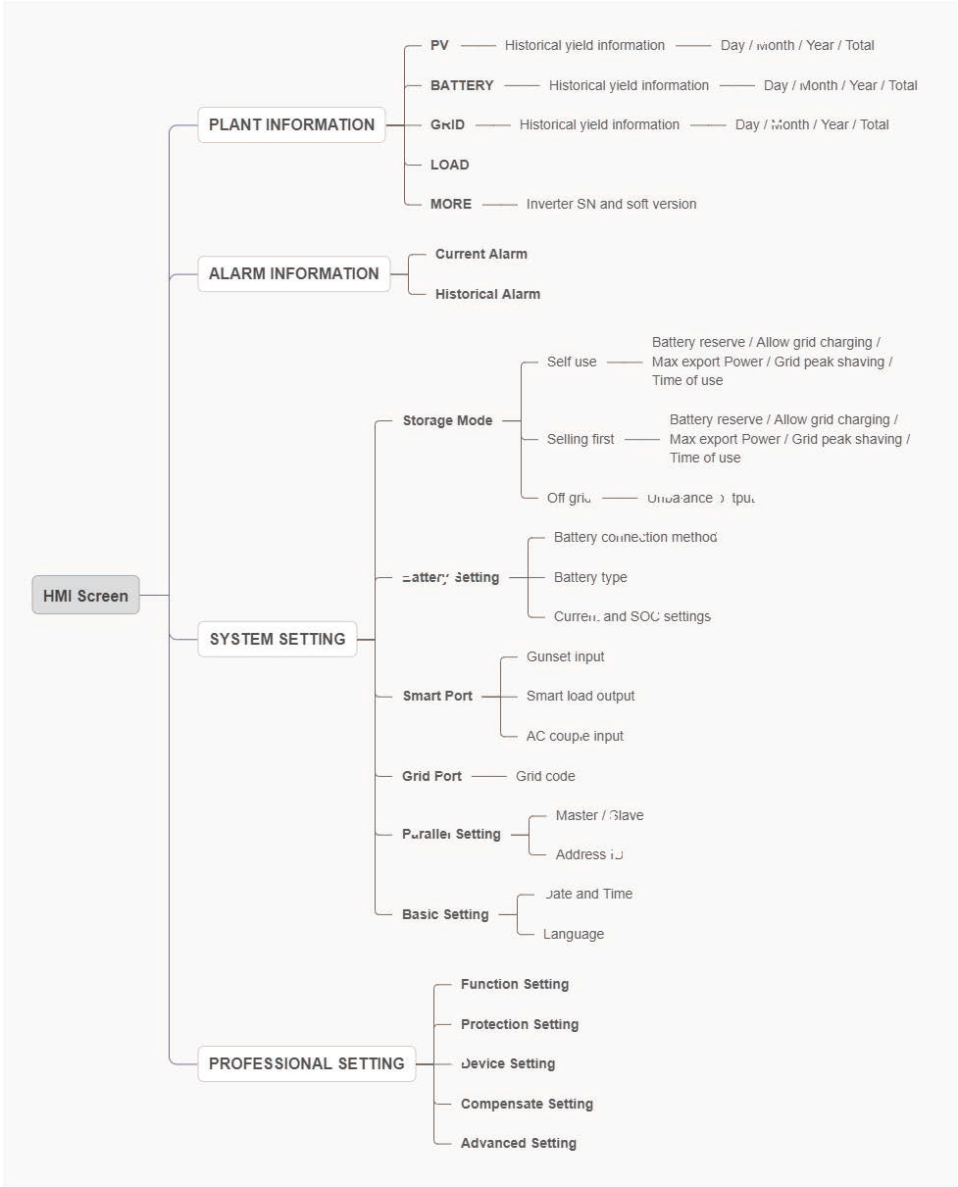 HMI Screen
PLANT INFORMATION
PV
Historical yield information
Day / Month / Year / Total
BATTERY
Historical yield information
Day / Month / Year / Total
GRID
Historical yield information
Day / Month / Year / Total
LOAD
MORE
Inverter SN and soft version
ALARM INFORMATION
Current Alarm
Historical Alarm
SYSTEM SETTING
Storage Mode
Self use
Battery reserve / Allow grid charging /
Max export Power / Grid peak shaving /
Time of use
Selling first
Battery reserve / Allow grid charging /
Max export Power / Grid peak shaving /
Time of use
Off grid
Unbalance output
Battery Setting
Battery connection method
Battery type
Current and SOC settings
Smart Port
Gunset input
Smart load output
AC couple input
Grid Port
Grid code
Parallel Setting
Master / Slave
Address ID
Basic Setting
Date and Time
Language
PROFESSIONAL SETTING
Function Setting
Protection Setting
Device Setting
Compensate Setting
Advanced Setting